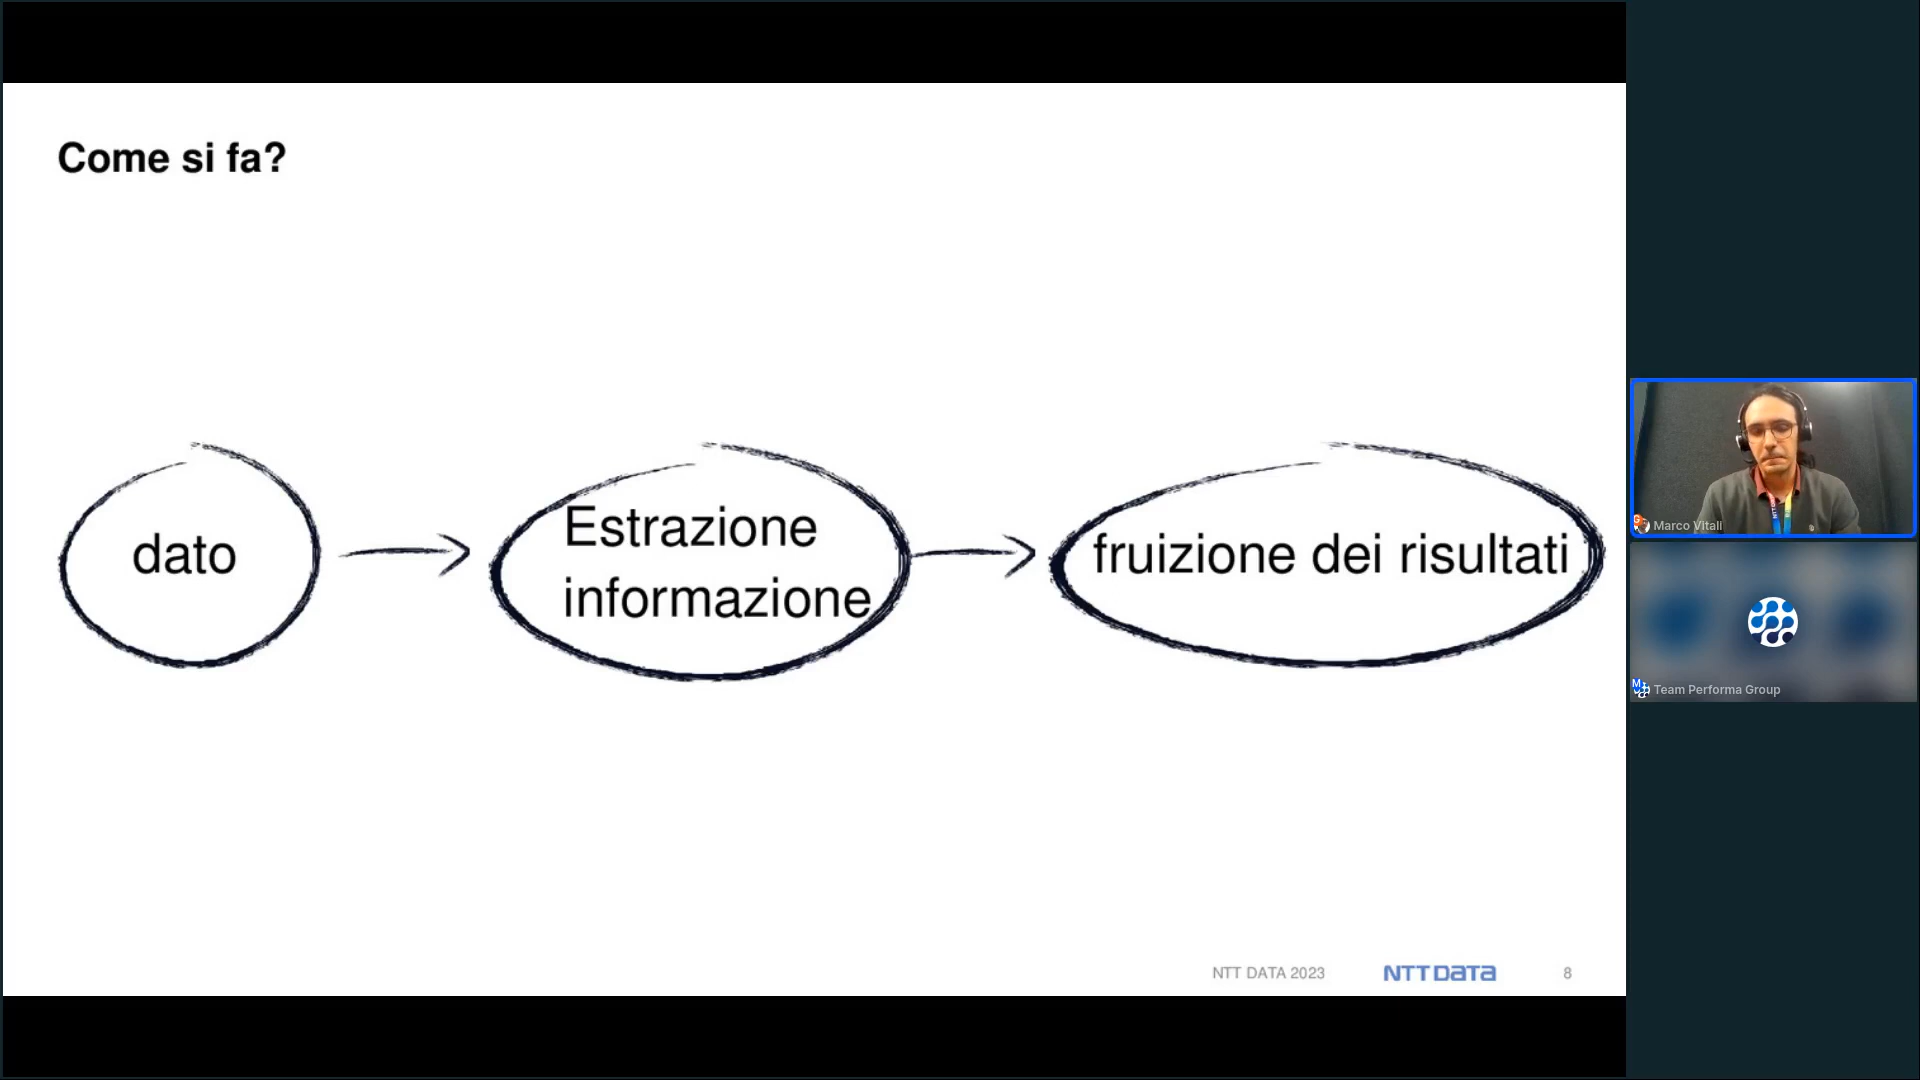 Come si fa?
dato
Estrazione
informazione
fruizione dei risultati
NTT DATA 2023
NTT DATA
8
Marco Vitali
Team Performa Group